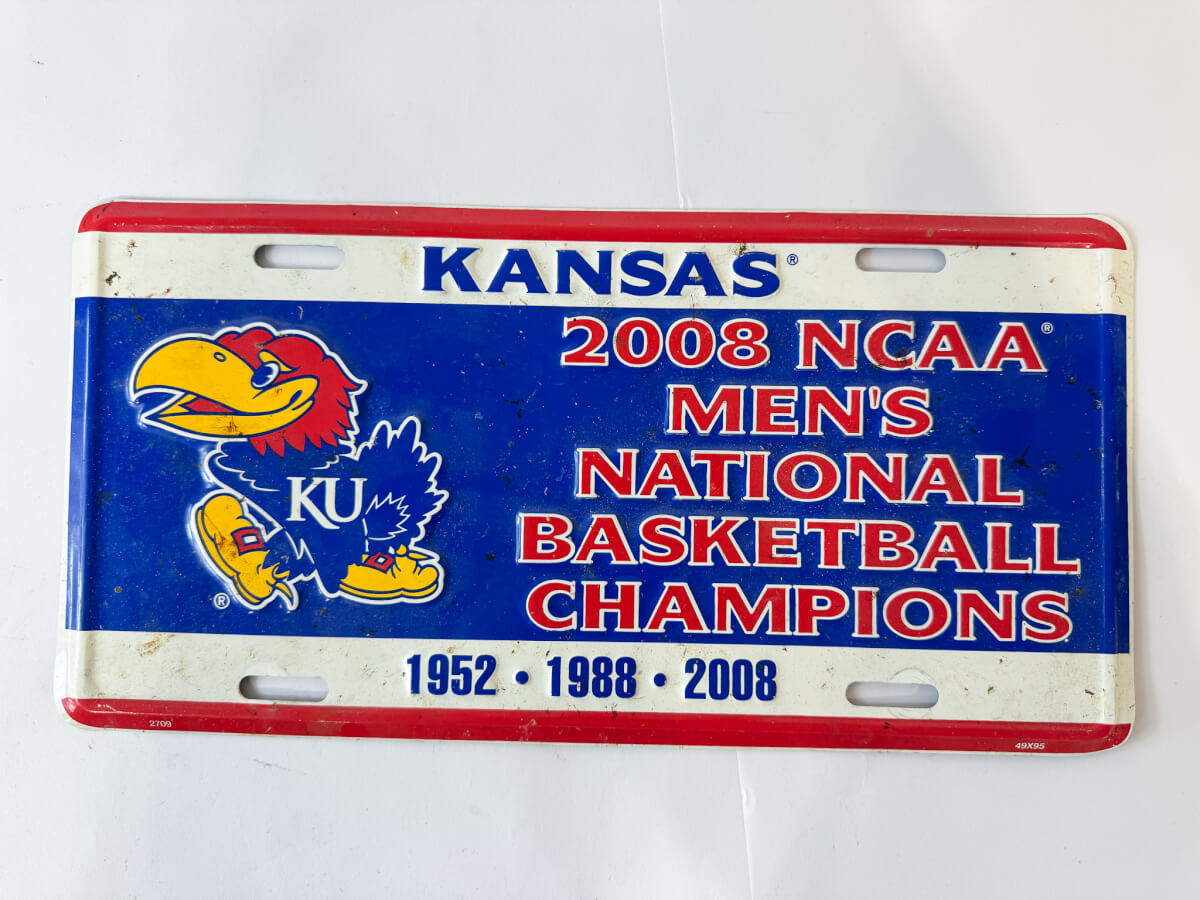 KANSAS®
2008 NCAA®
MEN'S
NATIONAL
BASKETBALL
CHAMPIONS
KU
®
1952 • 1988 • 2008
2709
49X95